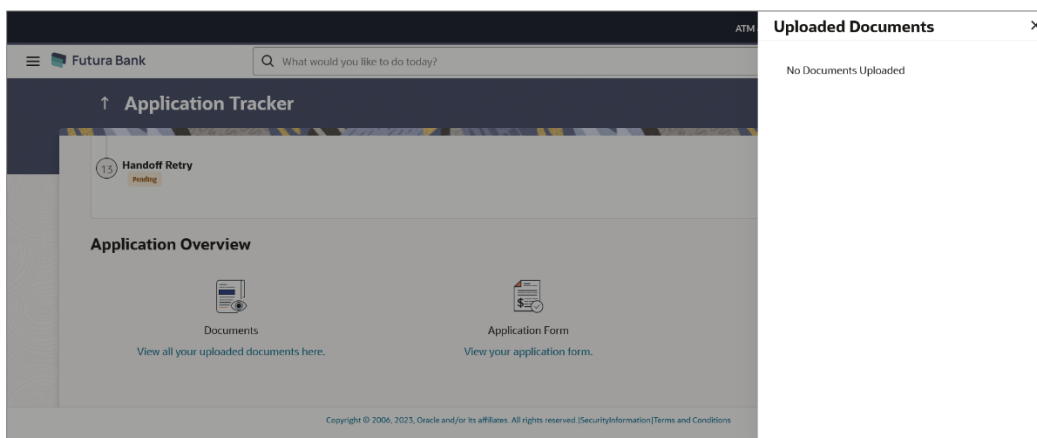 ATM
Uploaded Documents
Futura Bank
What would you like to do today?
No Documents Uploaded
↑ Application Tracker
13 Handoff Retry
Pending
Application Overview
Documents
Application Form
View all your uploaded documents here.
View your application form.
Copyright © 2006, 2023, Oracle and/or its affiliates. All rights reserved.|SecurityInformation|Terms and Conditions